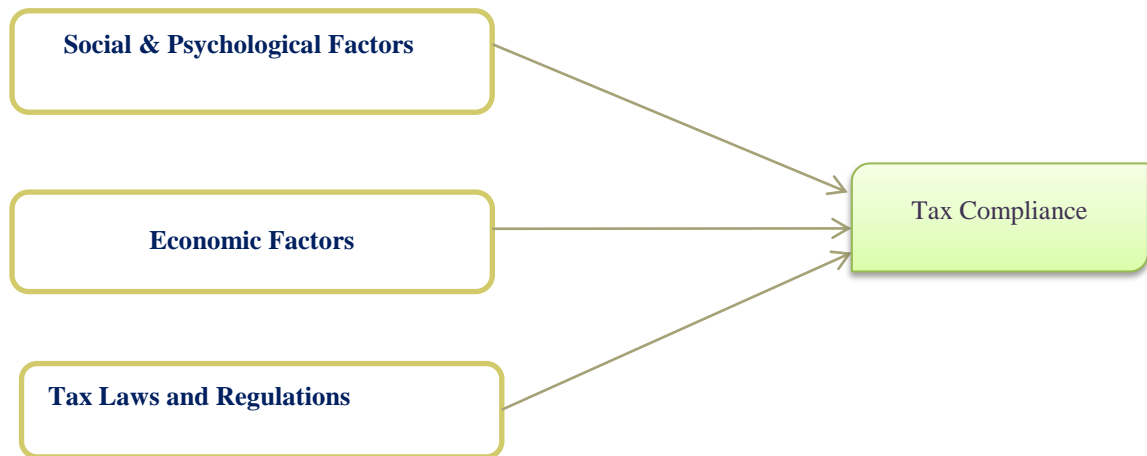 Social & Psychological Factors
Economic Factors
Tax Compliance
Tax Laws and Regulations